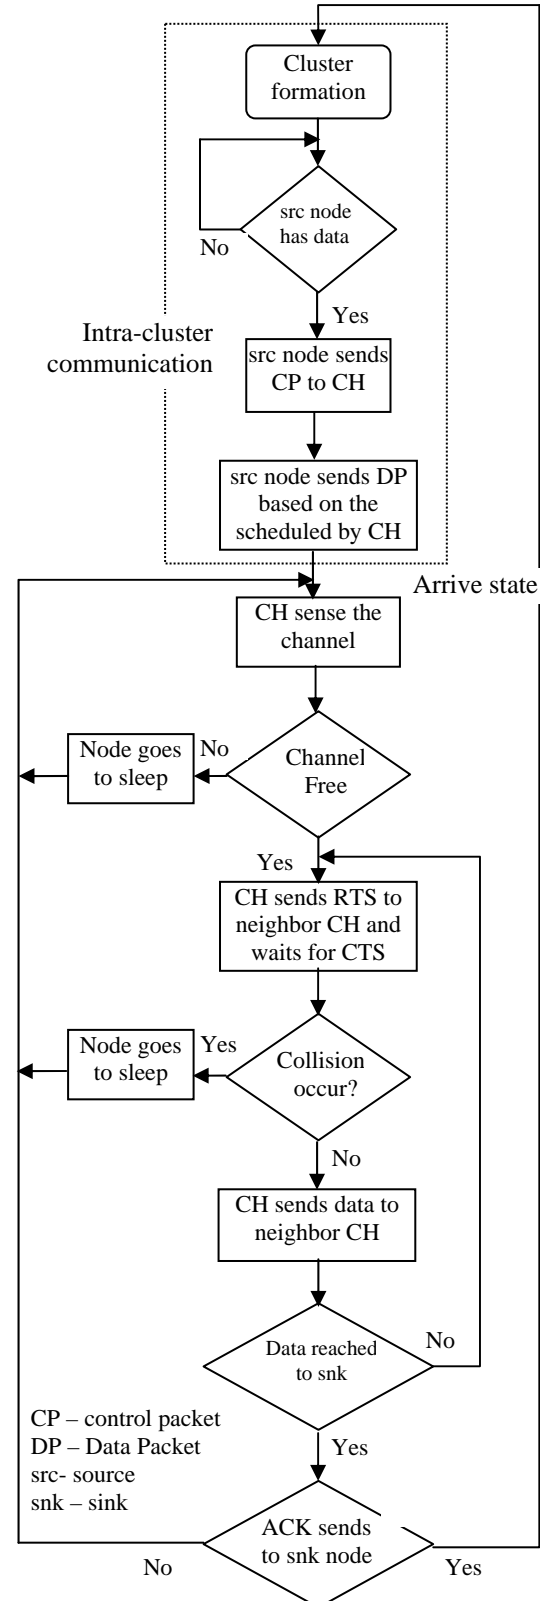 Cluster
formation
src node
has data
No
Yes
Intra-cluster
communication
src node sends
CP to CH
src node sends DP
based on the
scheduled by CH
Arrive state
CH sense the
channel
Node goes
to sleep
No
Channel
Free
Yes
CH sends RTS to
neighbor CH and
waits for CTS
Node goes
to sleep
Yes
Collision
occur?
No
CH sends data to
neighbor CH
Data reached
to snk
No
CP – control packet
DP – Data Packet
src- source
snk – sink
Yes
ACK sends
to snk node
No
Yes